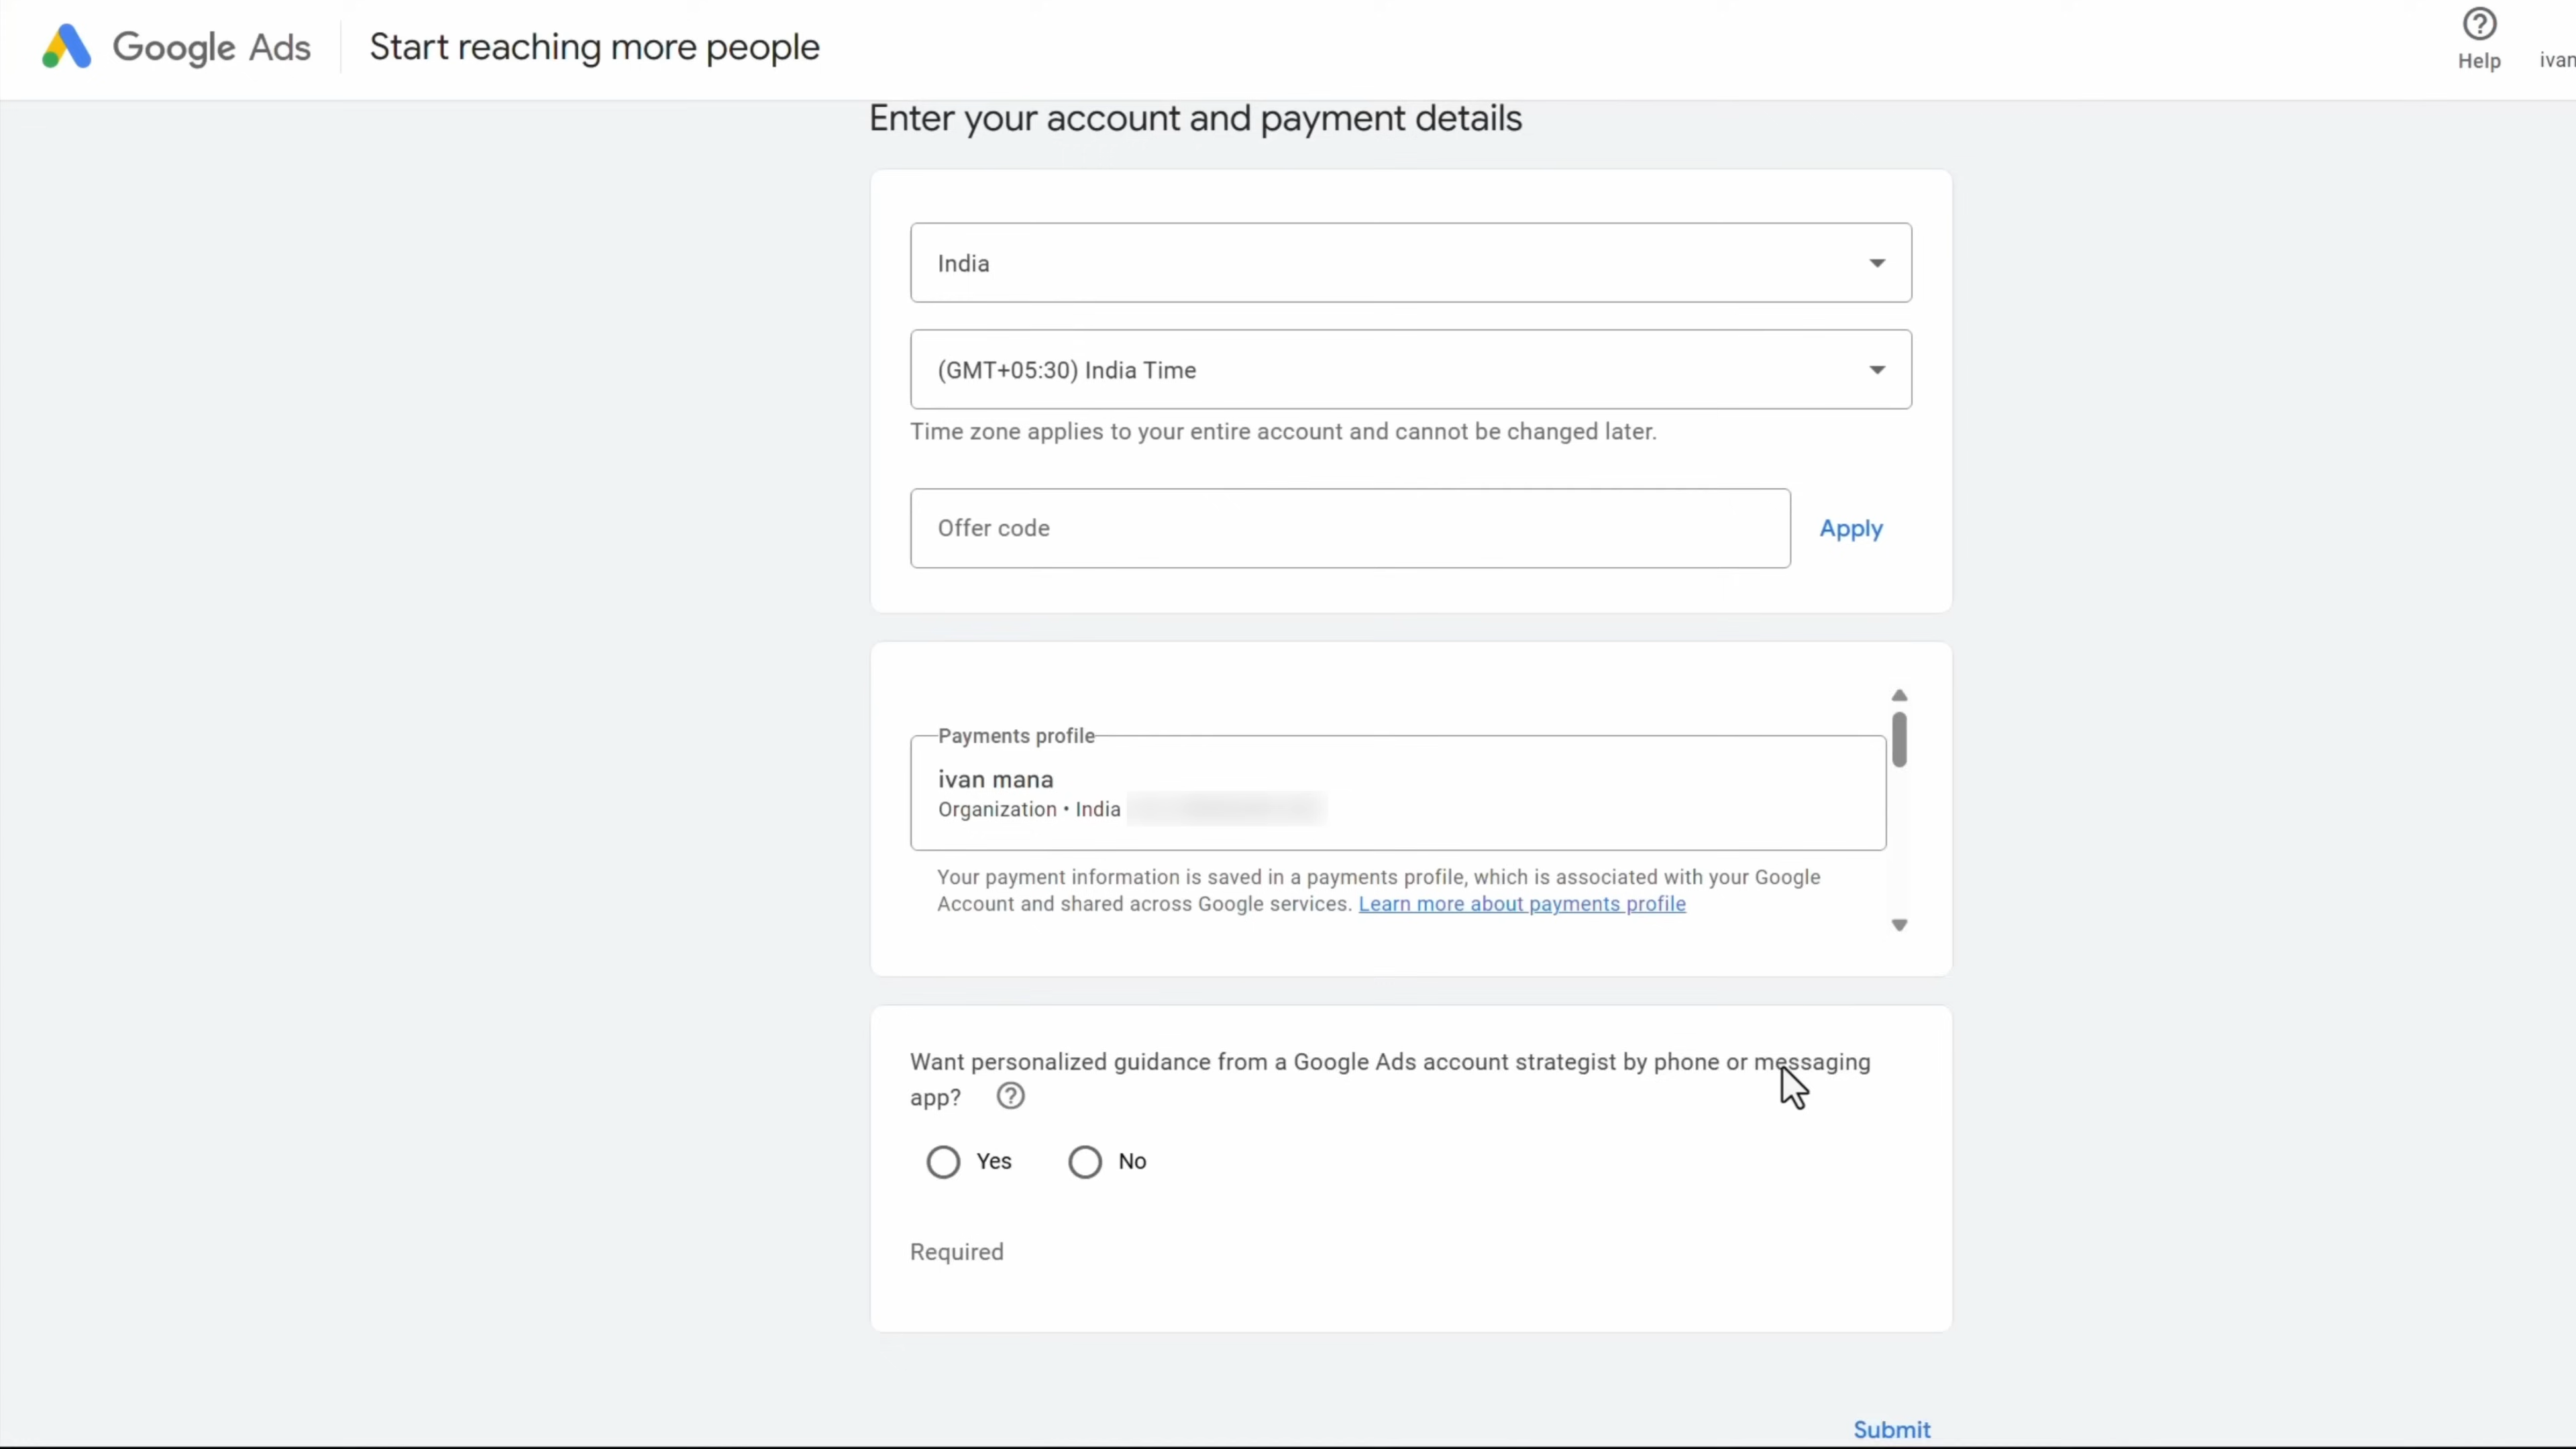 Google Ads
Start reaching more people
Help
Enter your account and payment details
India
(GMT+05:30) India Time
Time zone applies to your entire account and cannot be changed later.
Offer code
Apply
Payments profile
ivan mana
Organization • India
Your payment information is saved in a payments profile, which is associated with your Google
Account and shared across Google services. Learn more about payments profile
Want personalized guidance from a Google Ads account strategist by phone or messaging
app?
Yes
No
Required
Submit